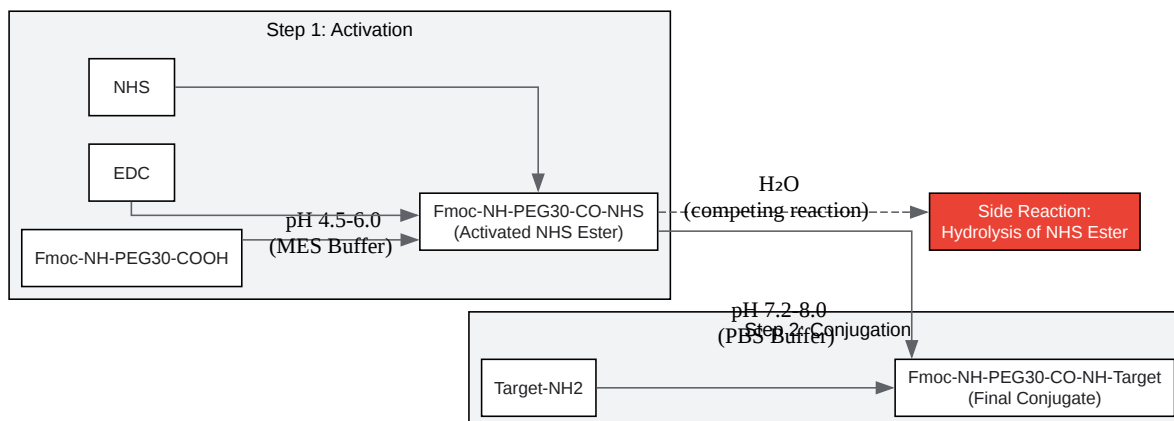 Step 1: Activation
NHS
EDC
Fmoc-NH-PEG30-COOH
pH 4.5-6.0
(MES Buffer)
Fmoc-NH-PEG30-CO-NHS
(Activated NHS Ester)
H₂O
(competing reaction)
Side Reaction:
Hydrolysis of NHS Ester
pH 7.2-8.0
(PBS Buffer)
Step 2: Conjugation
Target-NH2
Fmoc-NH-PEG30-CO-NH-Target
(Final Conjugate)